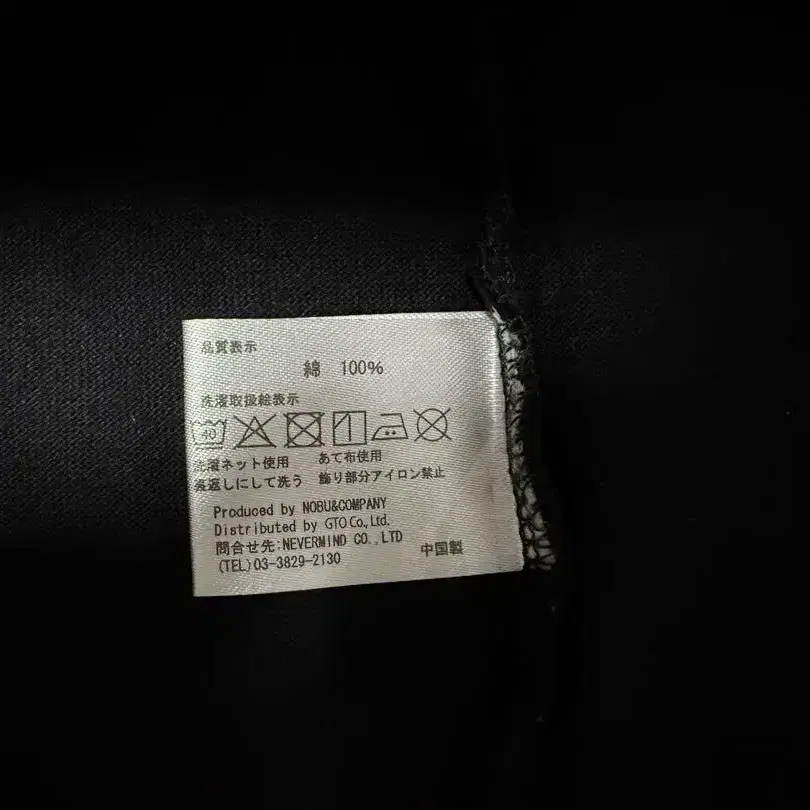 品質表示
綿 100%
洗濯取扱絵表示
40
洗濯ネット使用 あて布使用
裏返しにして洗う 飾り部分アイロン禁止
Produced by NOBU&COMPANY
Distributed by GTO Co., Ltd.
問合せ先:NEVERMIND CO.,LTD
(TEL)03-3829-2130 中国製